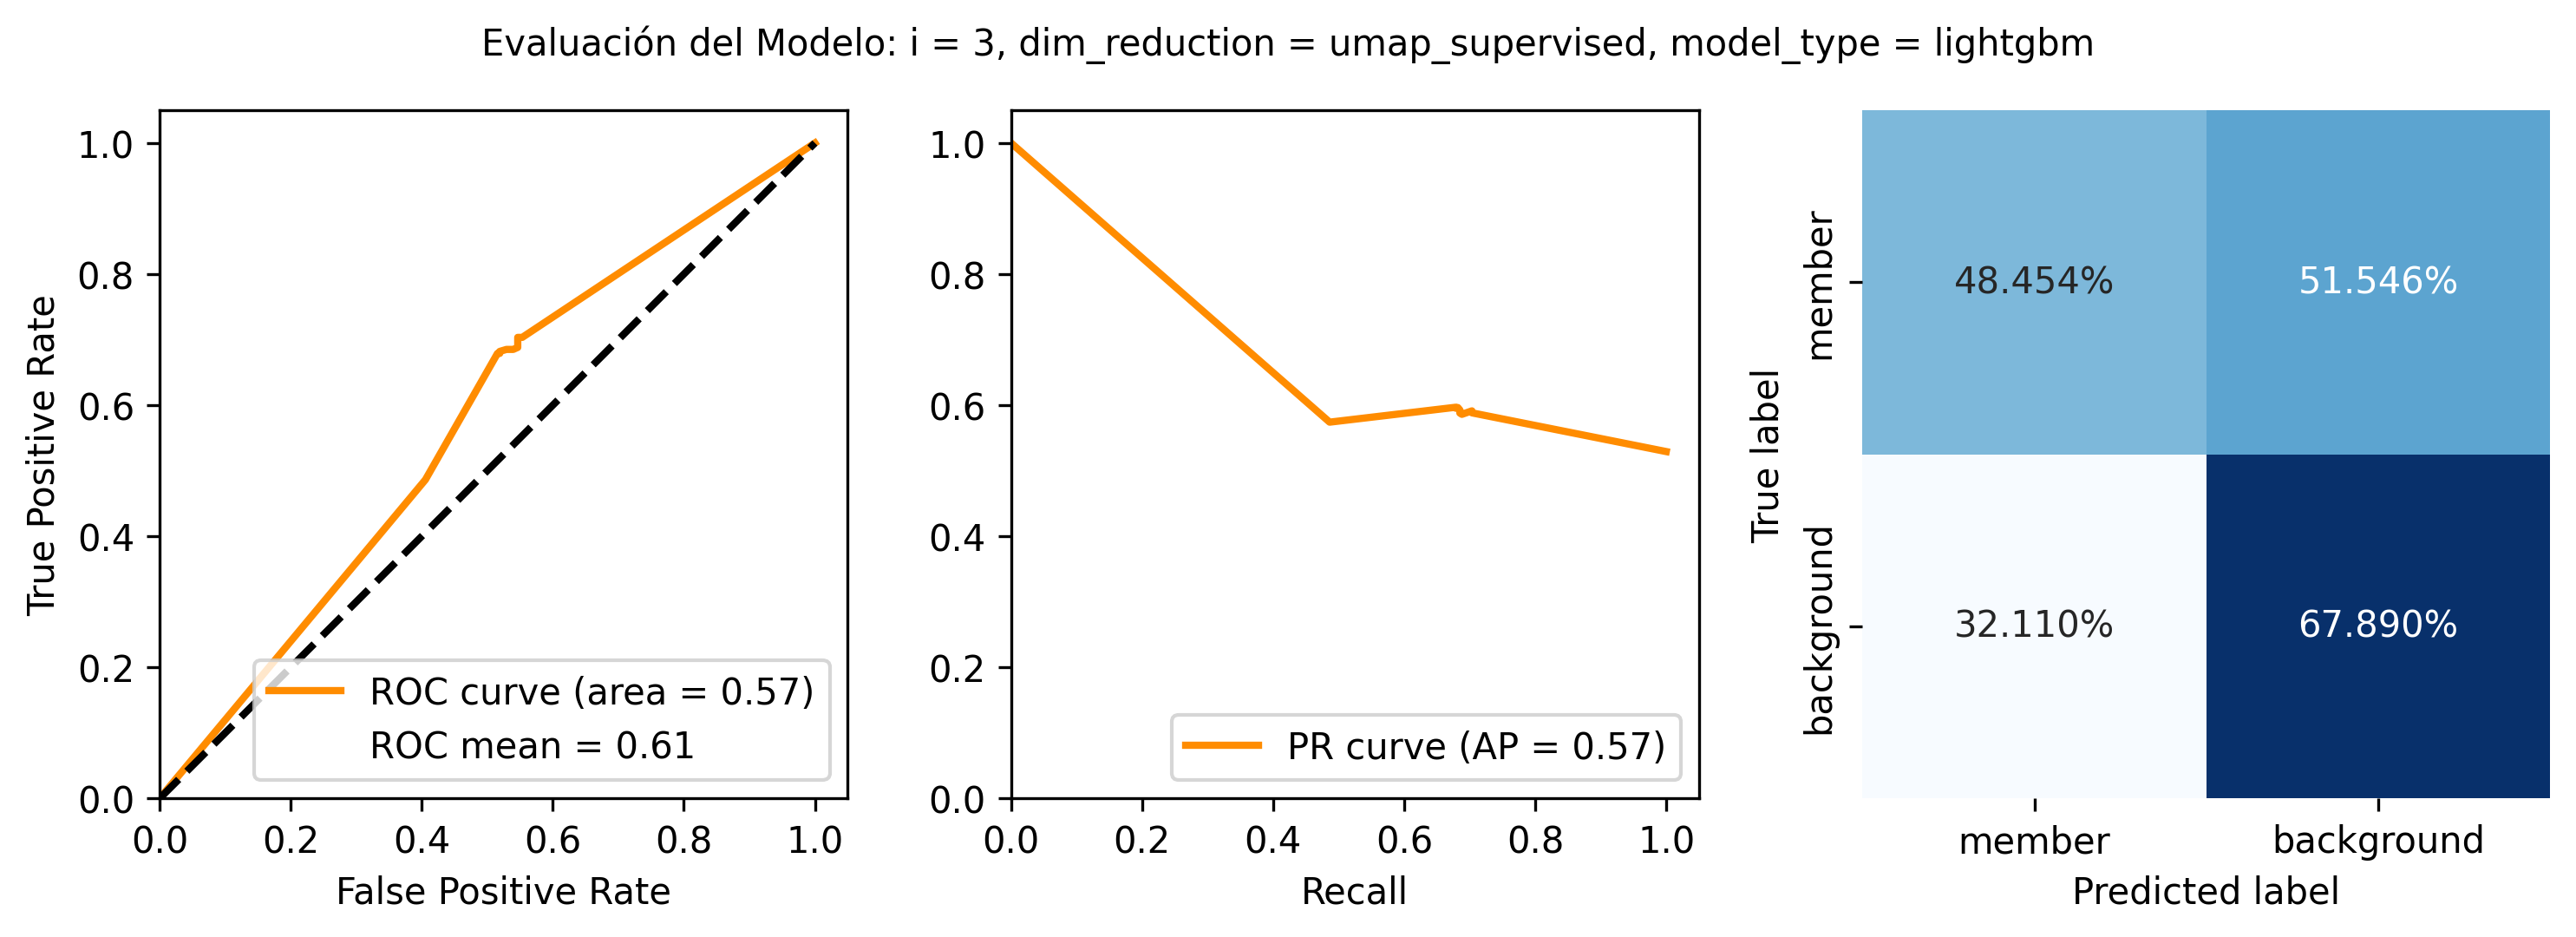 Evaluación del Modelo: i = 3, dim_reduction = umap_supervised, model_type = lightgbm
True Positive Rate
1.0
0.8
0.6
0.4
0.2
0.0
ROC curve (area = 0.57)
ROC mean = 0.61
0.0 0.2 0.4 0.6 0.8 1.0
False Positive Rate
1.0
0.8
0.6
0.4
0.2
0.0
PR curve (AP = 0.57)
0.0 0.2 0.4 0.6 0.8 1.0
Recall
True label
member
background
48.454% 51.546%
32.110% 67.890%
member background
Predicted label